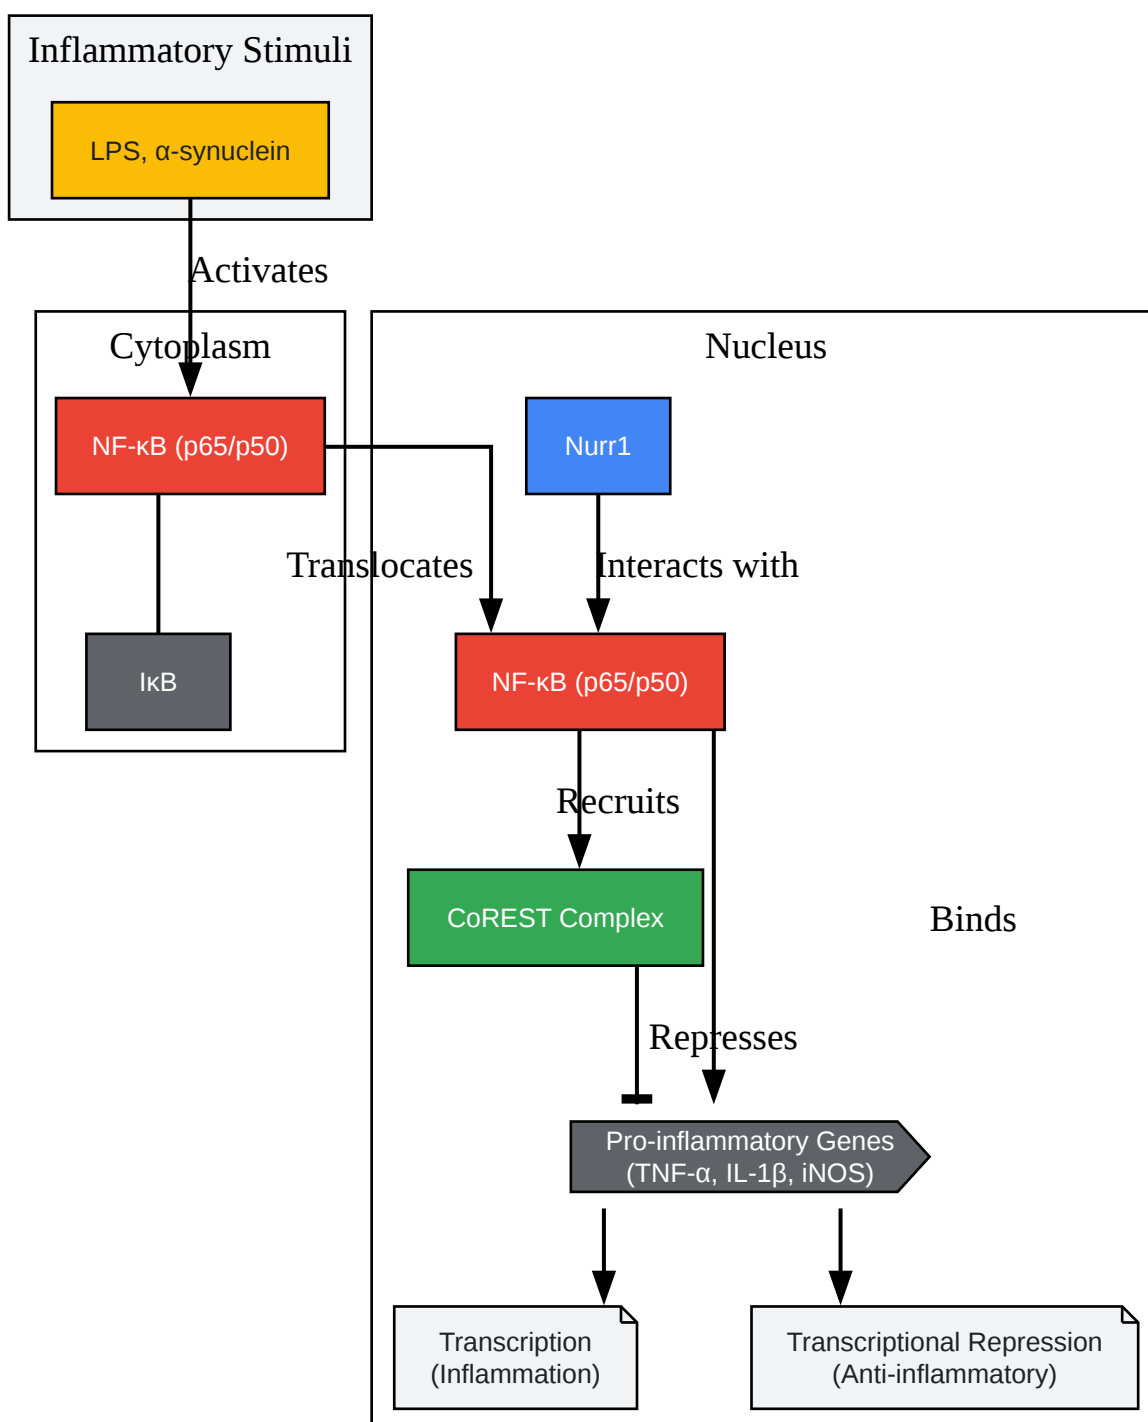 Inflammatory Stimuli
LPS, α-synuclein
Activates
Cytoplasm
Nucleus
NF-κB (p65/p50)
Nurr1
Translocates
Interacts with
IκB
NF-κB (p65/p50)
Recruits
CoREST Complex
Binds
Represses
Pro-inflammatory Genes
(TNF-α, IL-1β, iNOS)
Transcription
(Inflammation)
Transcriptional Repression
(Anti-inflammatory)